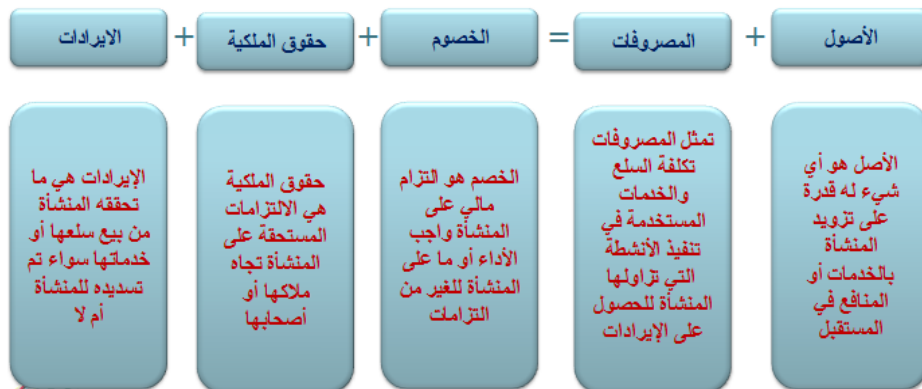 الأصول + المصروفات = الخصوم + حقوق الملكية + الايرادات
الأصل هو أي
شيء له قدرة
على تزويد
المنشأة
بالخدمات أو
المنافع في
المستقبل
تمثل المصروفات
تكلفة السلع
والخدمات
المستخدمة في
تنفيذ الأنشطة
التي تزاولها
المنشأة للحصول
على الإيرادات
الخصم هو التزام
مالي على
المنشأة واجب
الأداء أو ما على
المنشأة للغير من
التزامات
حقوق الملكية
هي الالتزامات
المستحقة على
المنشأة تجاه
ملاكها أو
أصحابها
الإيرادات هي ما
تحققه المنشأة
من بيع سلعها أو
خدماتها سواء تم
تسديده للمنشأة
أم لا